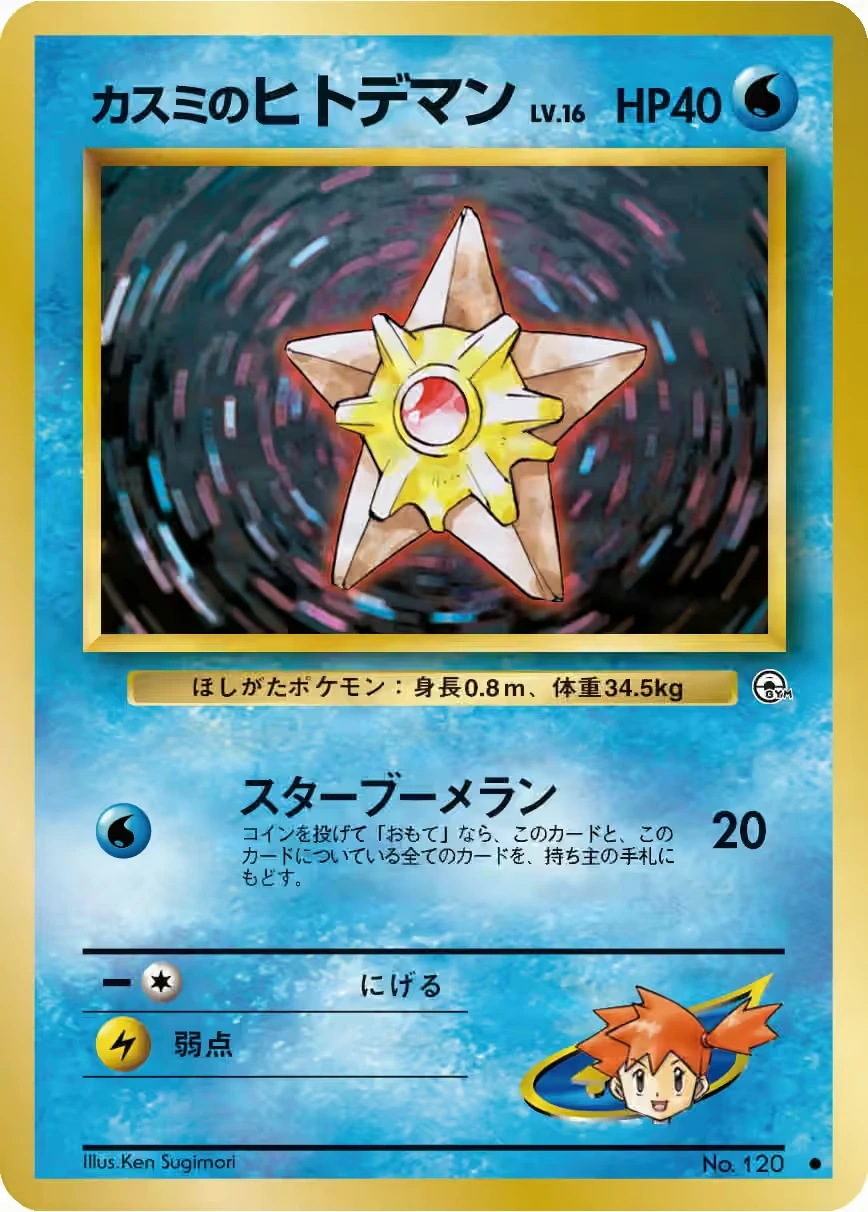 カスミのヒトデマン LV.16 HP40
ほしがたポケモン：身長0.8m、体重34.5kg
GYM
スターブーメラン 20
コインを投げて「おもて」なら、このカードと、この
カードについている全てのカードを、持ち主の手札に
もどす。
にげる
弱点
Illus.Ken Sugimori No. 120